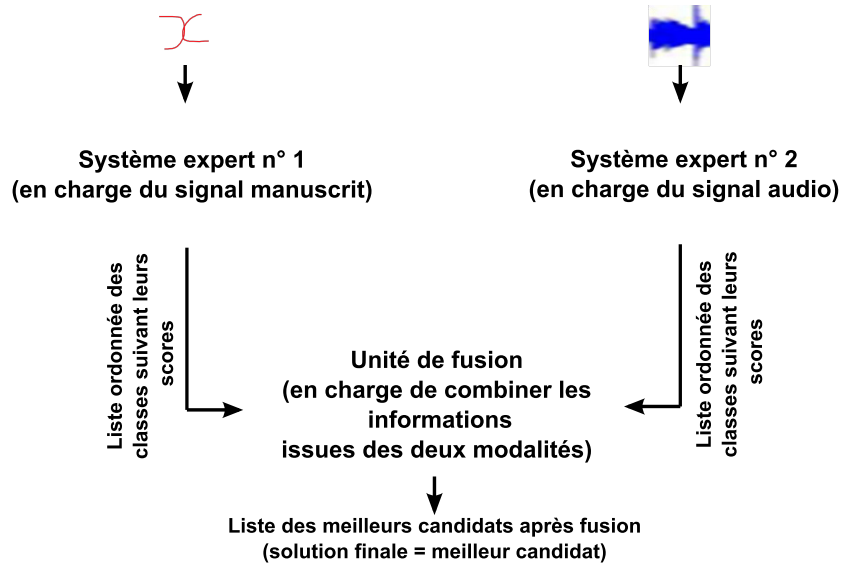 Système expert n° 1
(en charge du signal manuscrit)
Système expert n° 2
(en charge du signal audio)
Liste ordonnée des
classes suivant leurs
scores
Liste ordonnée des
classes suivant leurs
scores
Unité de fusion
(en charge de combiner les
informations
issues des deux modalités)
Liste des meilleurs candidats après fusion
(solution finale = meilleur candidat)